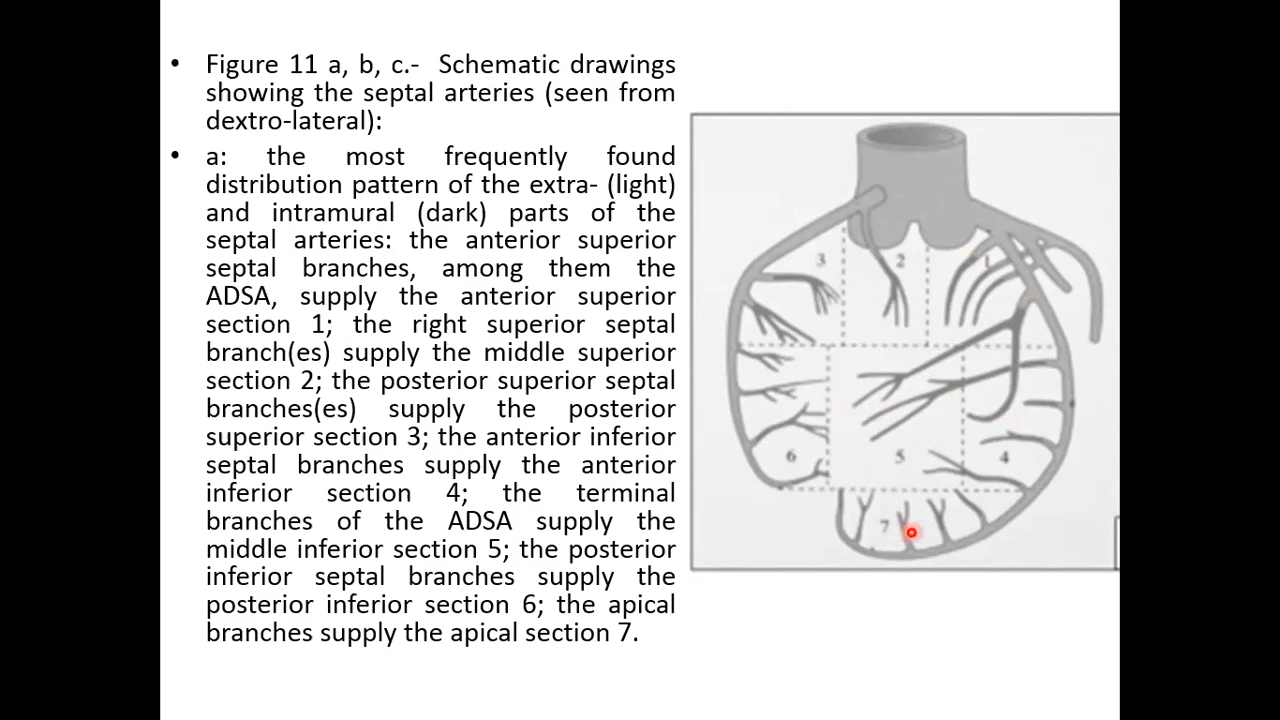 • Figure 11 a, b, c.- Schematic drawings
showing the septal arteries (seen from
dextro-lateral):
• a: the most frequently found
distribution pattern of the extra- (light)
and intramural (dark) parts of the
septal arteries: the anterior superior
septal branches, among them the
ADSA, supply the anterior superior
section 1; the right superior septal
branch(es) supply the middle superior
section 2; the posterior superior septal
branches(es) supply the posterior
superior section 3; the anterior inferior
septal branches supply the anterior
inferior section 4; the terminal
branches of the ADSA supply the
middle inferior section 5; the posterior
inferior septal branches supply the
posterior inferior section 6; the apical
branches supply the apical section 7.
3 2 1
6 5 4
7